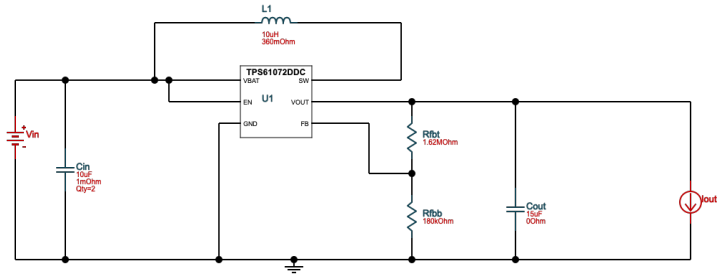 L1
10uH
360mOhm
TPS61072DDC
VBAT
SW
EN
U1
VOUT
GND
FB
Vin
Cin
10uF
1mOhm
Qty=2
Rfbt
1.62MOhm
Rfbb
180kOhm
Cout
15uF
0Ohm
Iout